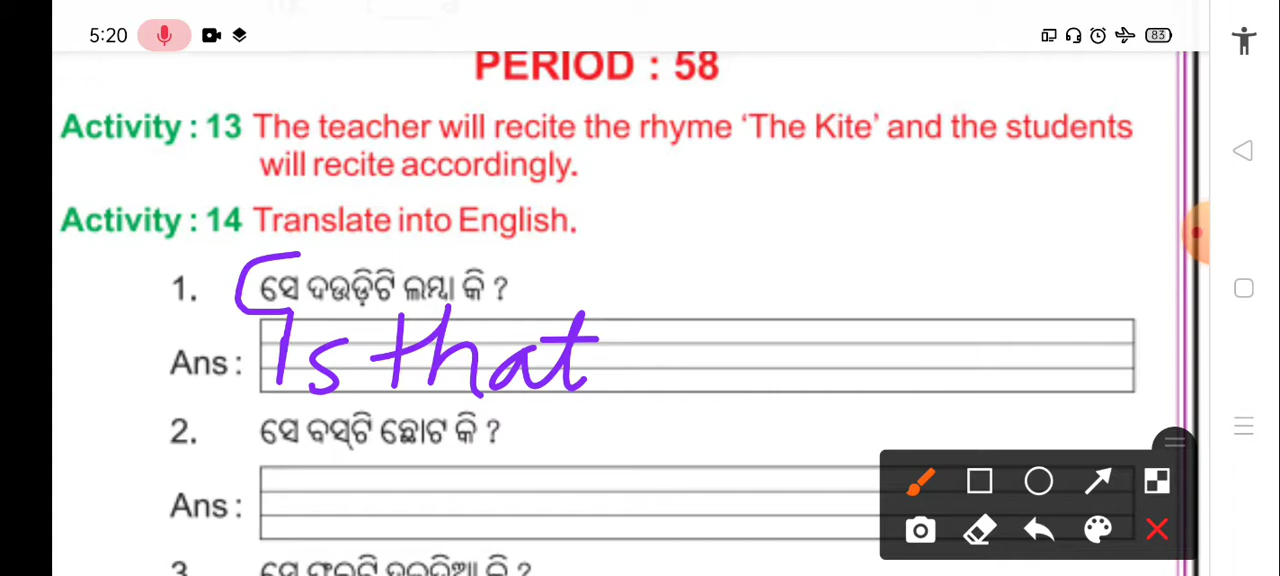 5:20
83
PERIOD : 58
Activity : 13 The teacher will recite the rhyme ‘The Kite’ and the students
will recite accordingly.
Activity : 14 Translate into English.
1. ସେ ଦଉଡ଼ିଟି ଲମ୍ବା କି ?
Ans : Is that
2. ସେ ବସ୍‌ଟି ଛୋଟ କି ?
Ans :
3. ସେ